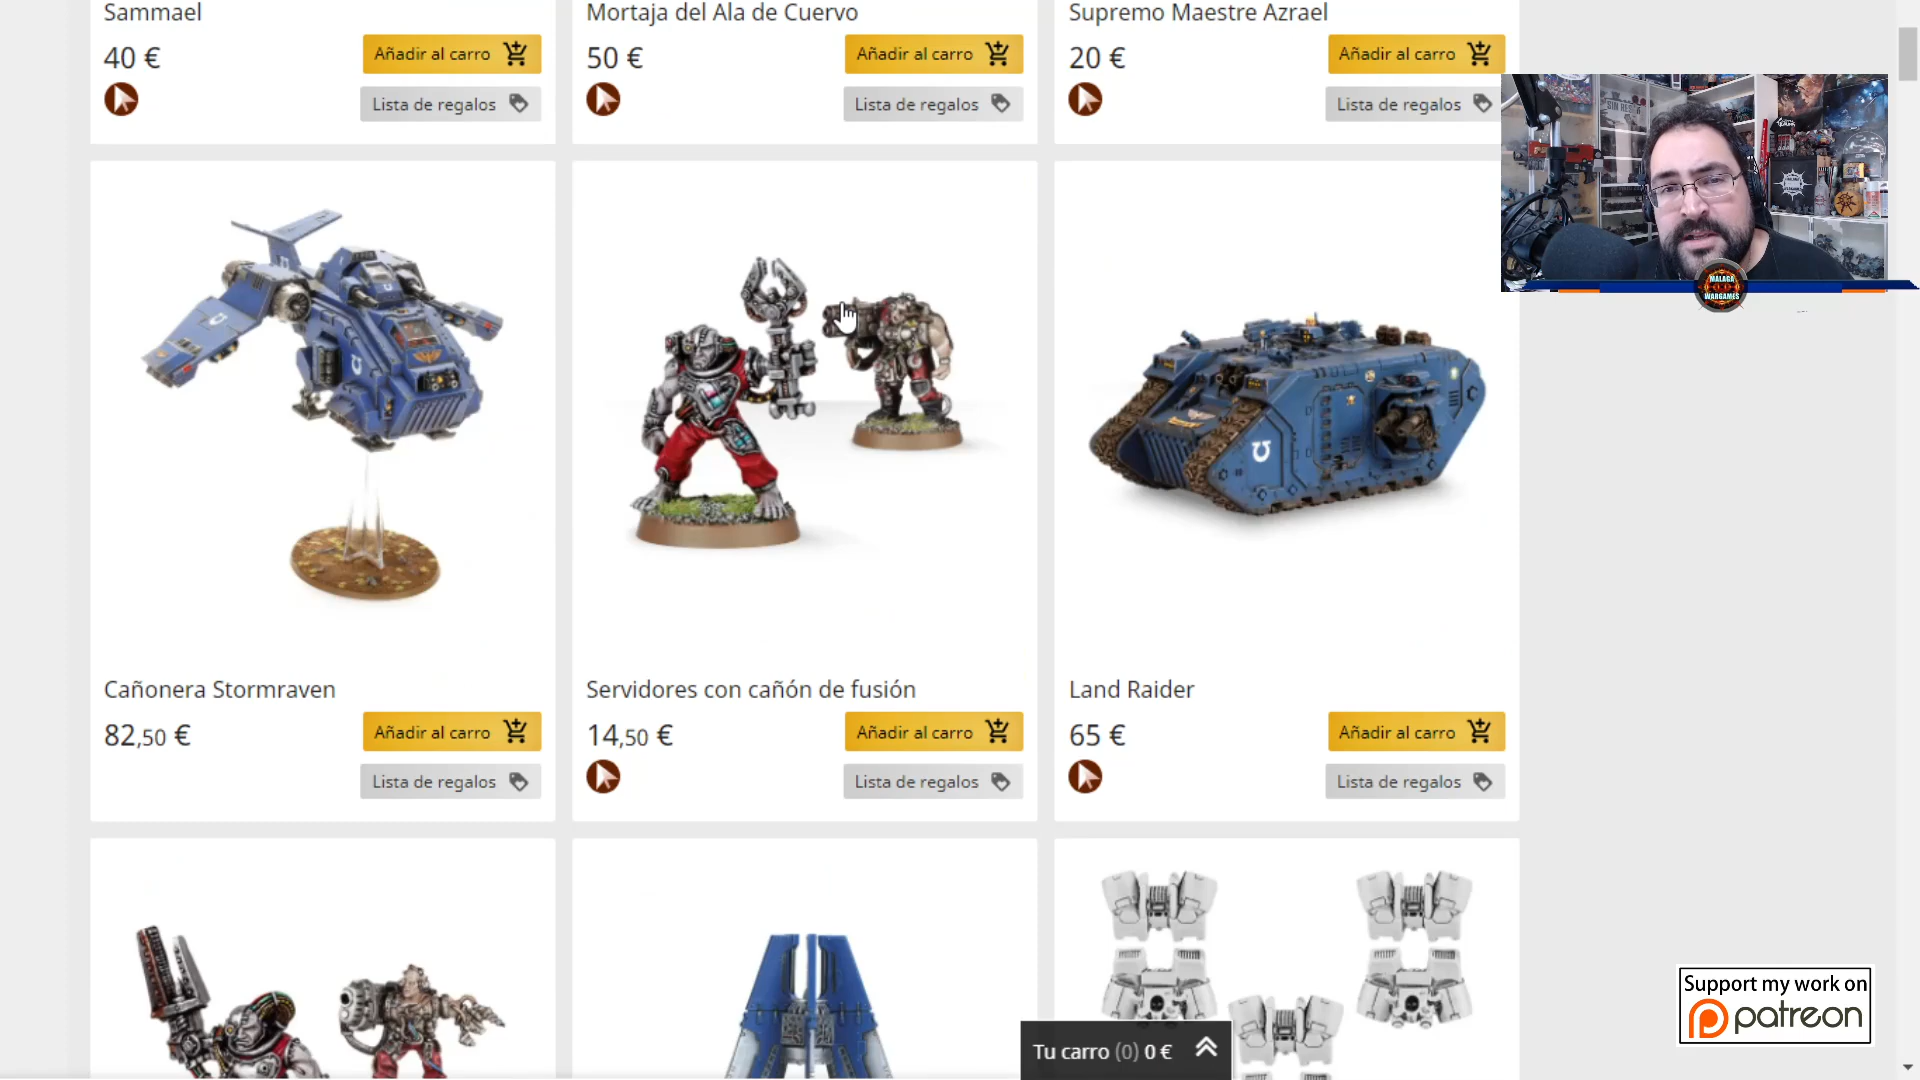 Sammael
40 €
Añadir al carro
Lista de regalos
Mortaja del Ala de Cuervo
50 €
Añadir al carro
Lista de regalos
Supremo Maestre Azrael
20 €
Añadir al carro
Lista de regalos
MALAGA
WARGAMES
Cañonera Stormraven
82,50 €
Añadir al carro
Lista de regalos
Servidores con cañón de fusión
14,50 €
Añadir al carro
Lista de regalos
Land Raider
65 €
Añadir al carro
Lista de regalos
Tu carro (0) 0 €
Support my work on
patreon